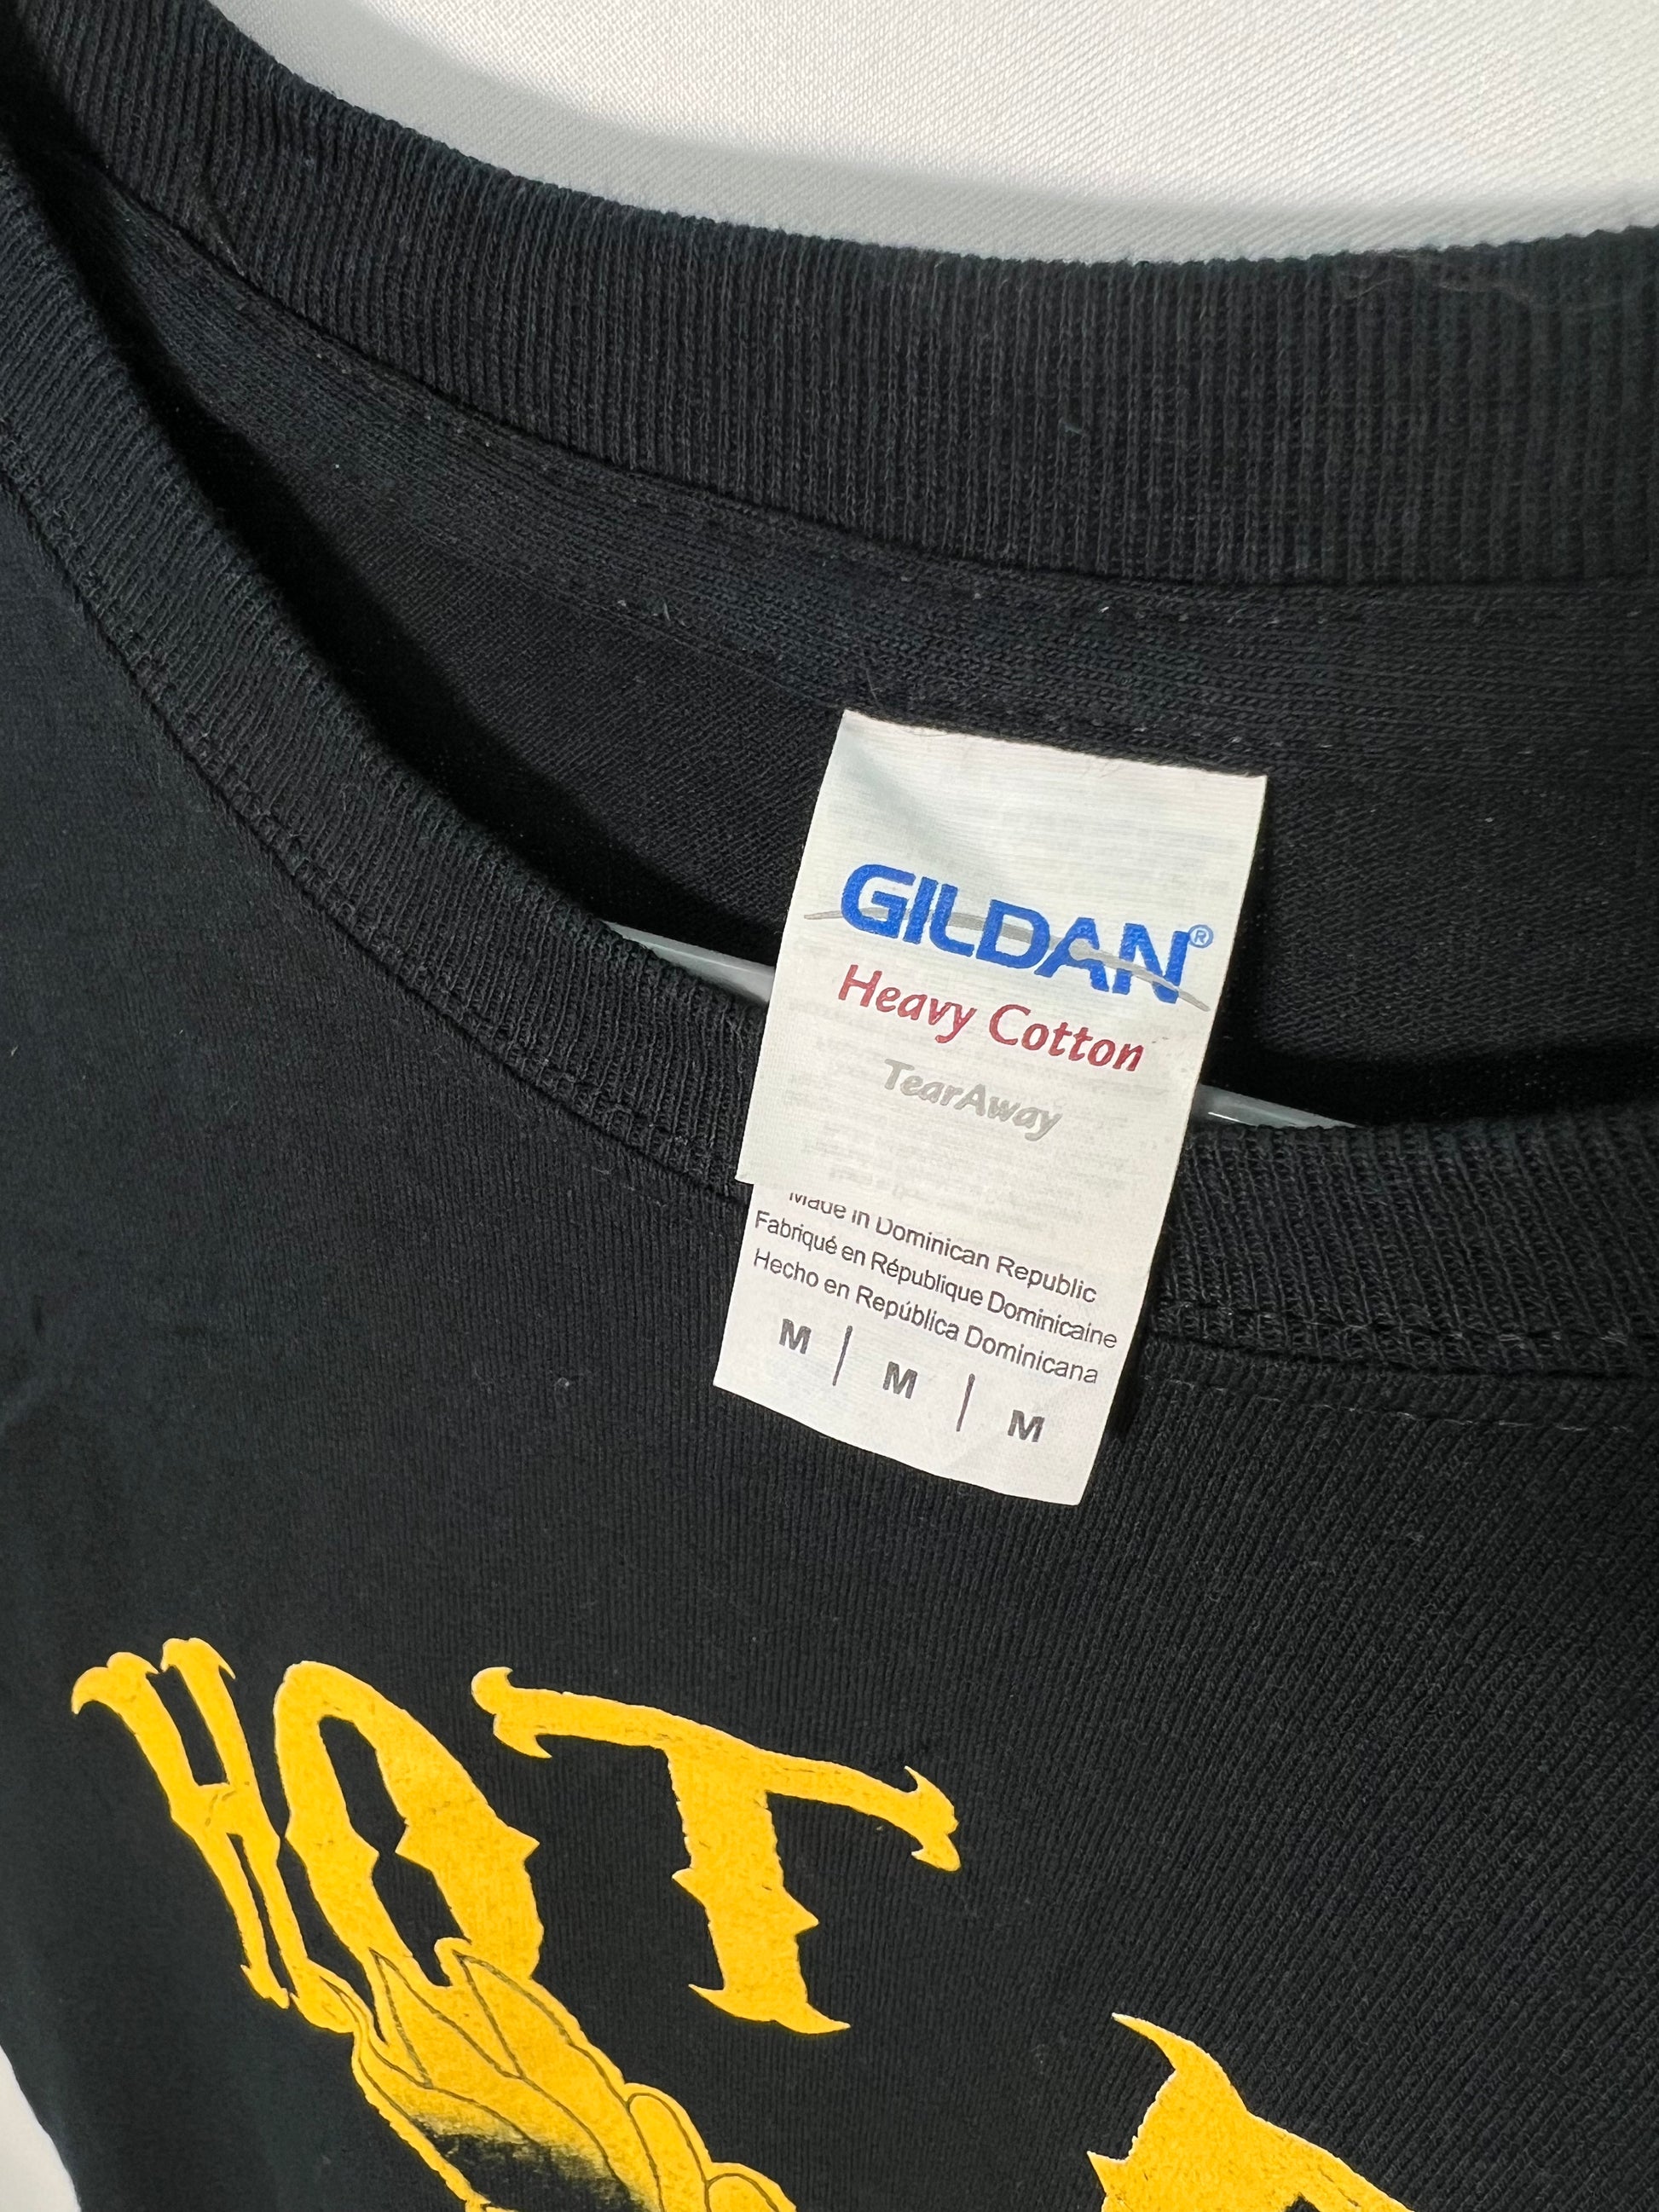 GILDAN®
Heavy Cotton
TearAway
Made in Dominican Republic
Fabriqué en République Dominicaine
Hecho en República Dominicana
M | M | M
HOT